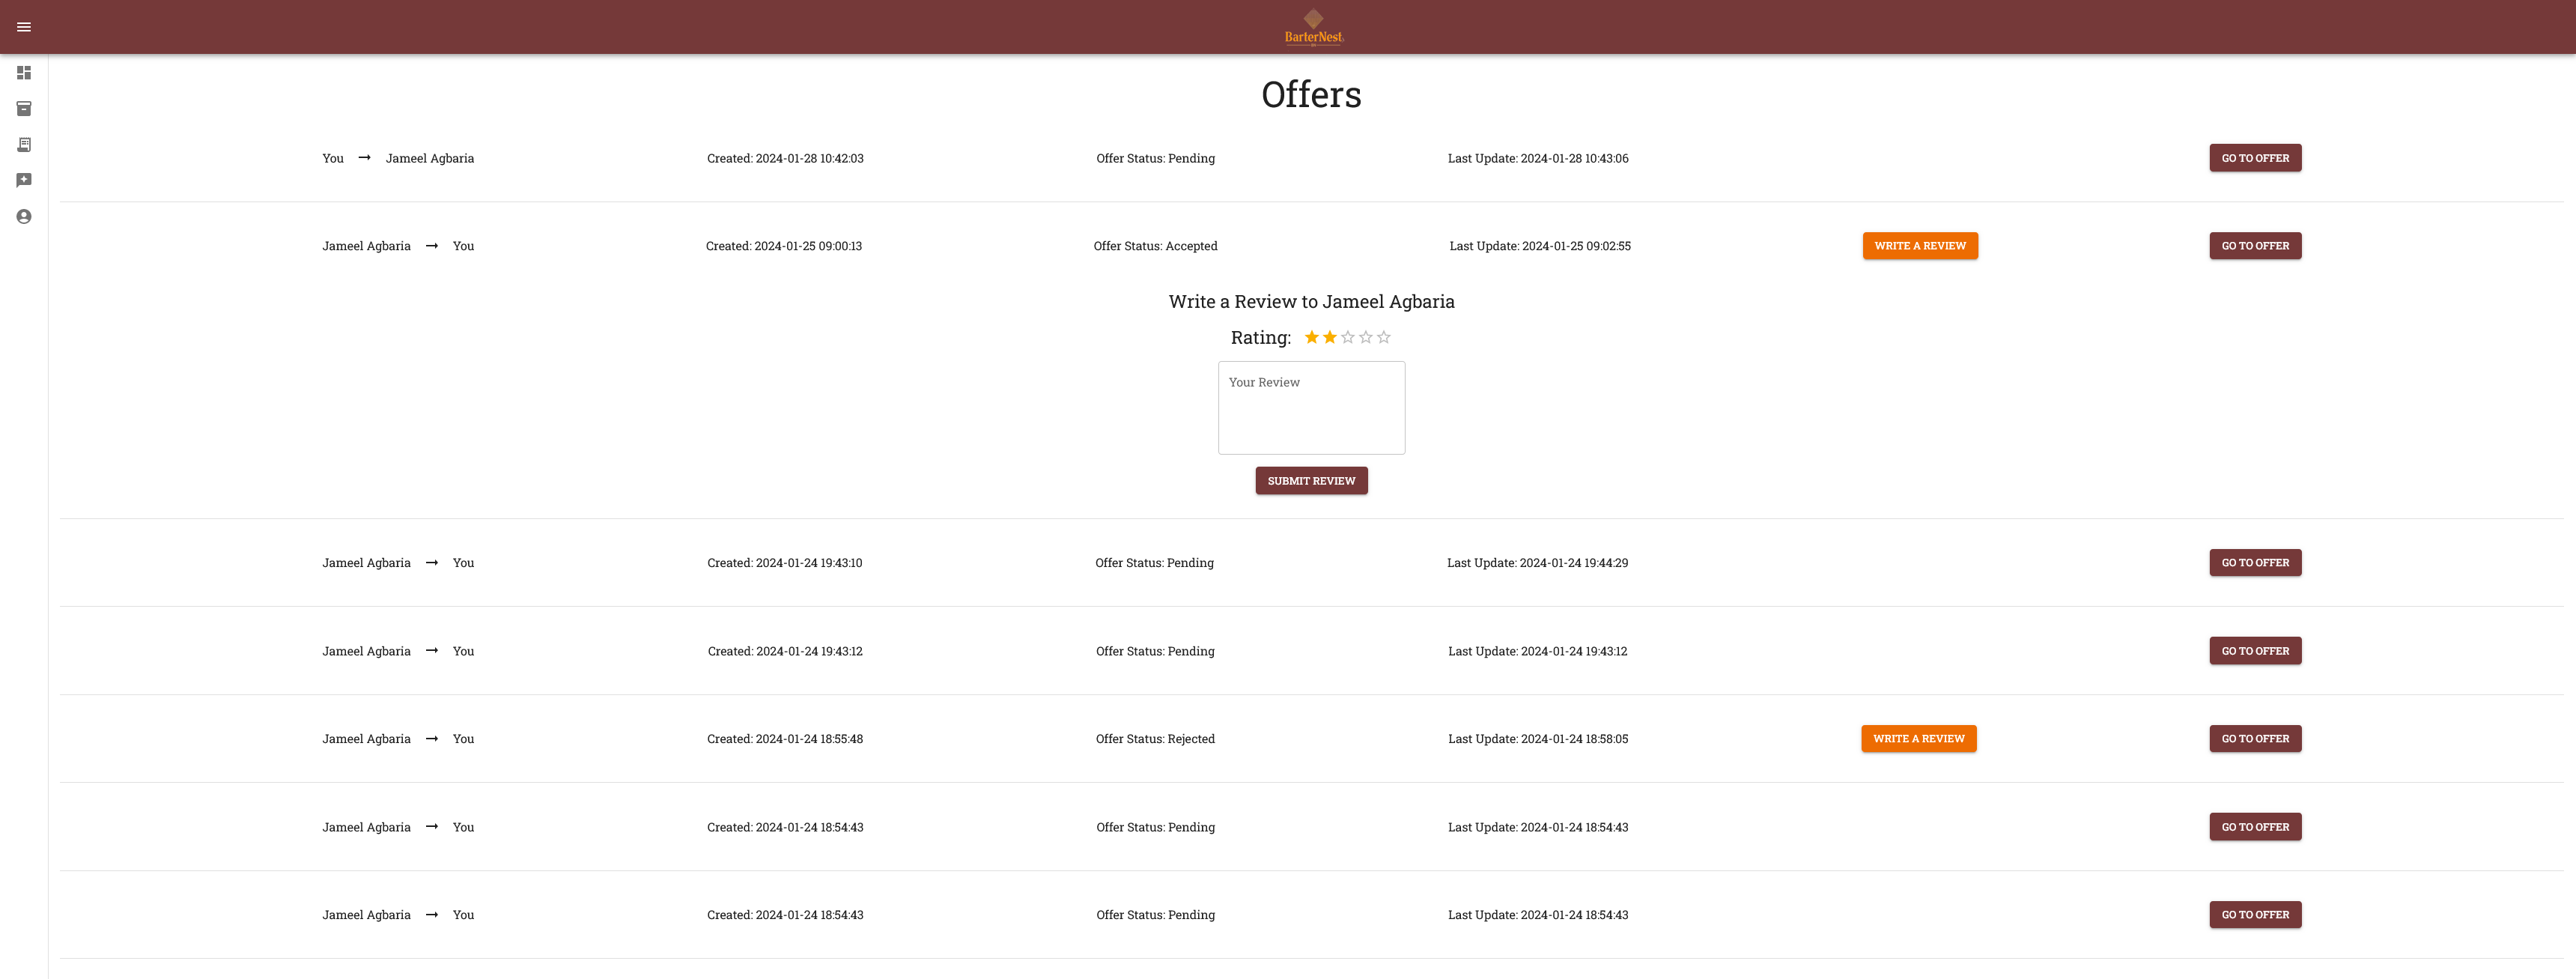 BarterNest
Offers
You → Jameel Agbaria Created: 2024-01-28 10:42:03 Offer Status: Pending Last Update: 2024-01-28 10:43:06 GO TO OFFER
Jameel Agbaria → You Created: 2024-01-25 09:00:13 Offer Status: Accepted Last Update: 2024-01-25 09:02:55 WRITE A REVIEW GO TO OFFER
Write a Review to Jameel Agbaria
Rating:
Your Review
SUBMIT REVIEW
Jameel Agbaria → You Created: 2024-01-24 19:43:10 Offer Status: Pending Last Update: 2024-01-24 19:44:29 GO TO OFFER
Jameel Agbaria → You Created: 2024-01-24 19:43:12 Offer Status: Pending Last Update: 2024-01-24 19:43:12 GO TO OFFER
Jameel Agbaria → You Created: 2024-01-24 18:55:48 Offer Status: Rejected Last Update: 2024-01-24 18:58:05 WRITE A REVIEW GO TO OFFER
Jameel Agbaria → You Created: 2024-01-24 18:54:43 Offer Status: Pending Last Update: 2024-01-24 18:54:43 GO TO OFFER
Jameel Agbaria → You Created: 2024-01-24 18:54:43 Offer Status: Pending Last Update: 2024-01-24 18:54:43 GO TO OFFER